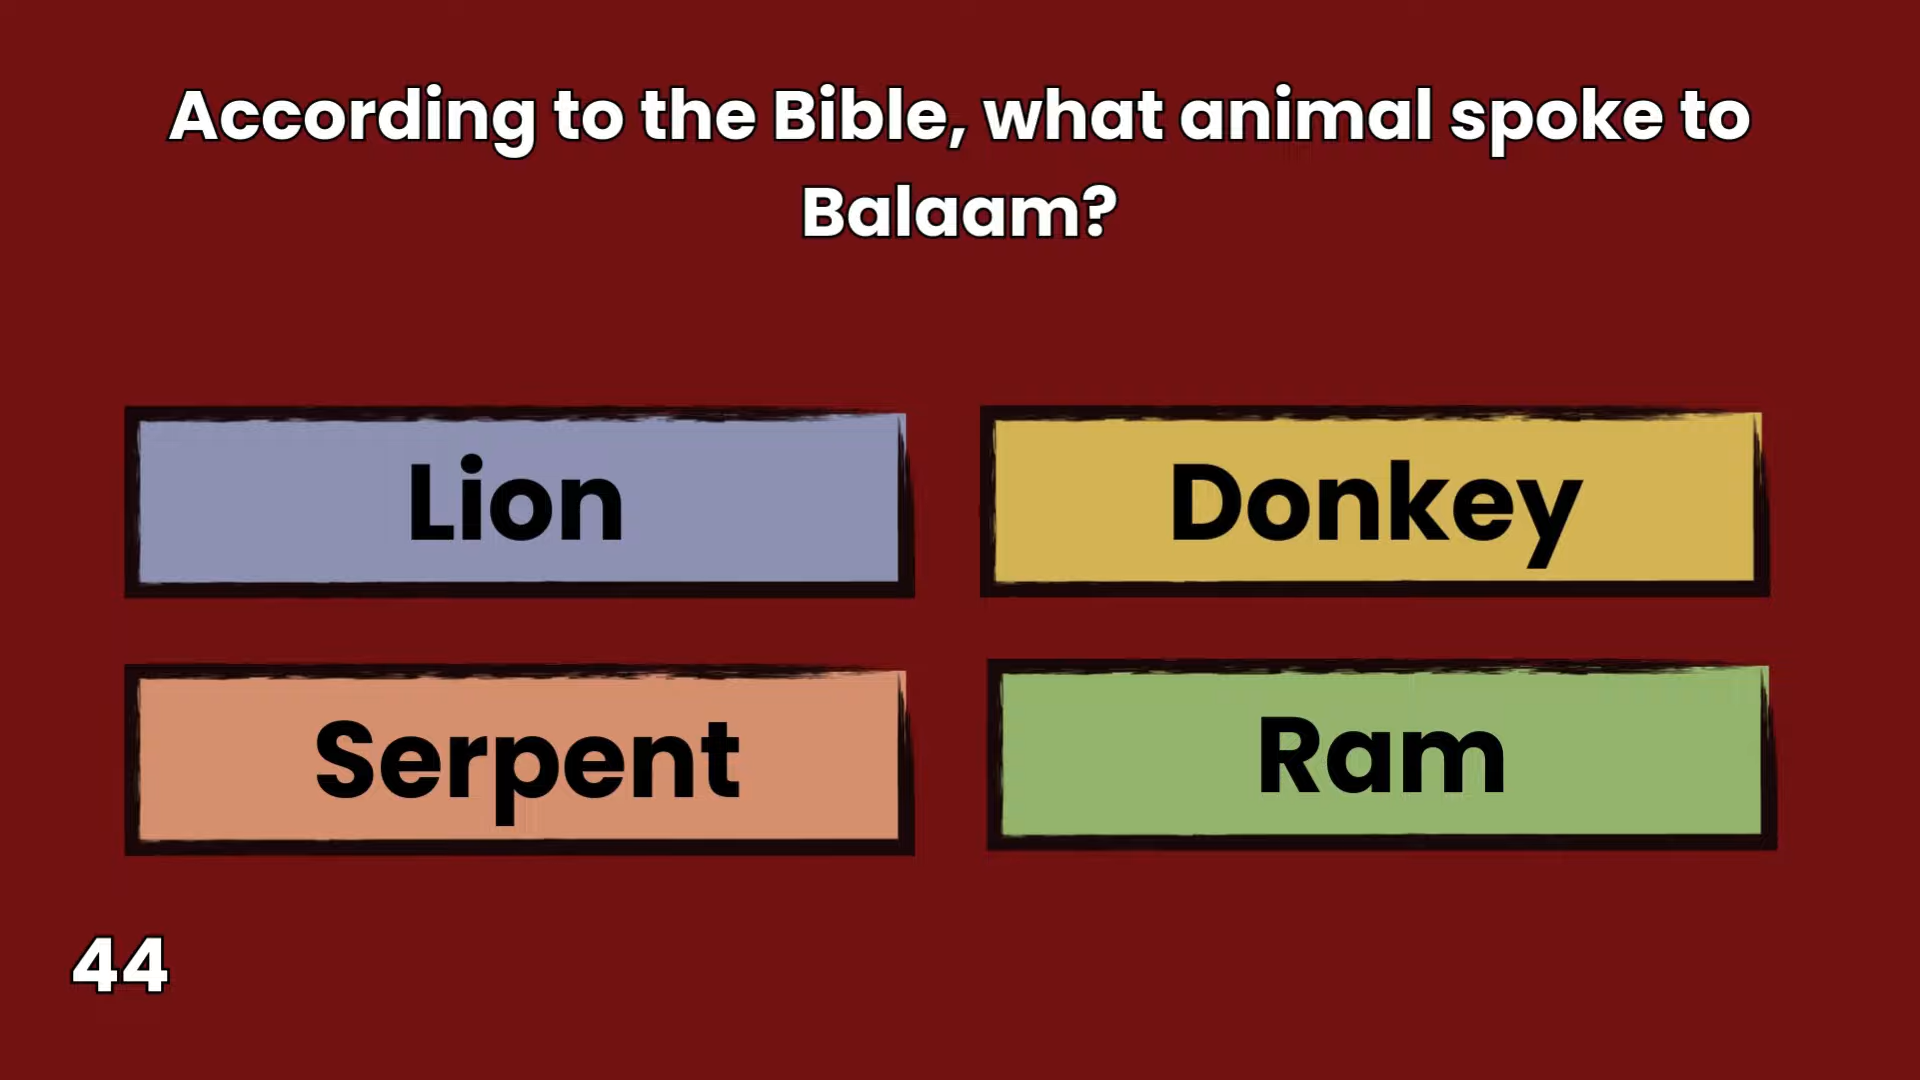 According to the Bible, what animal spoke to
Balaam?
Lion
Donkey
Serpent
Ram
44